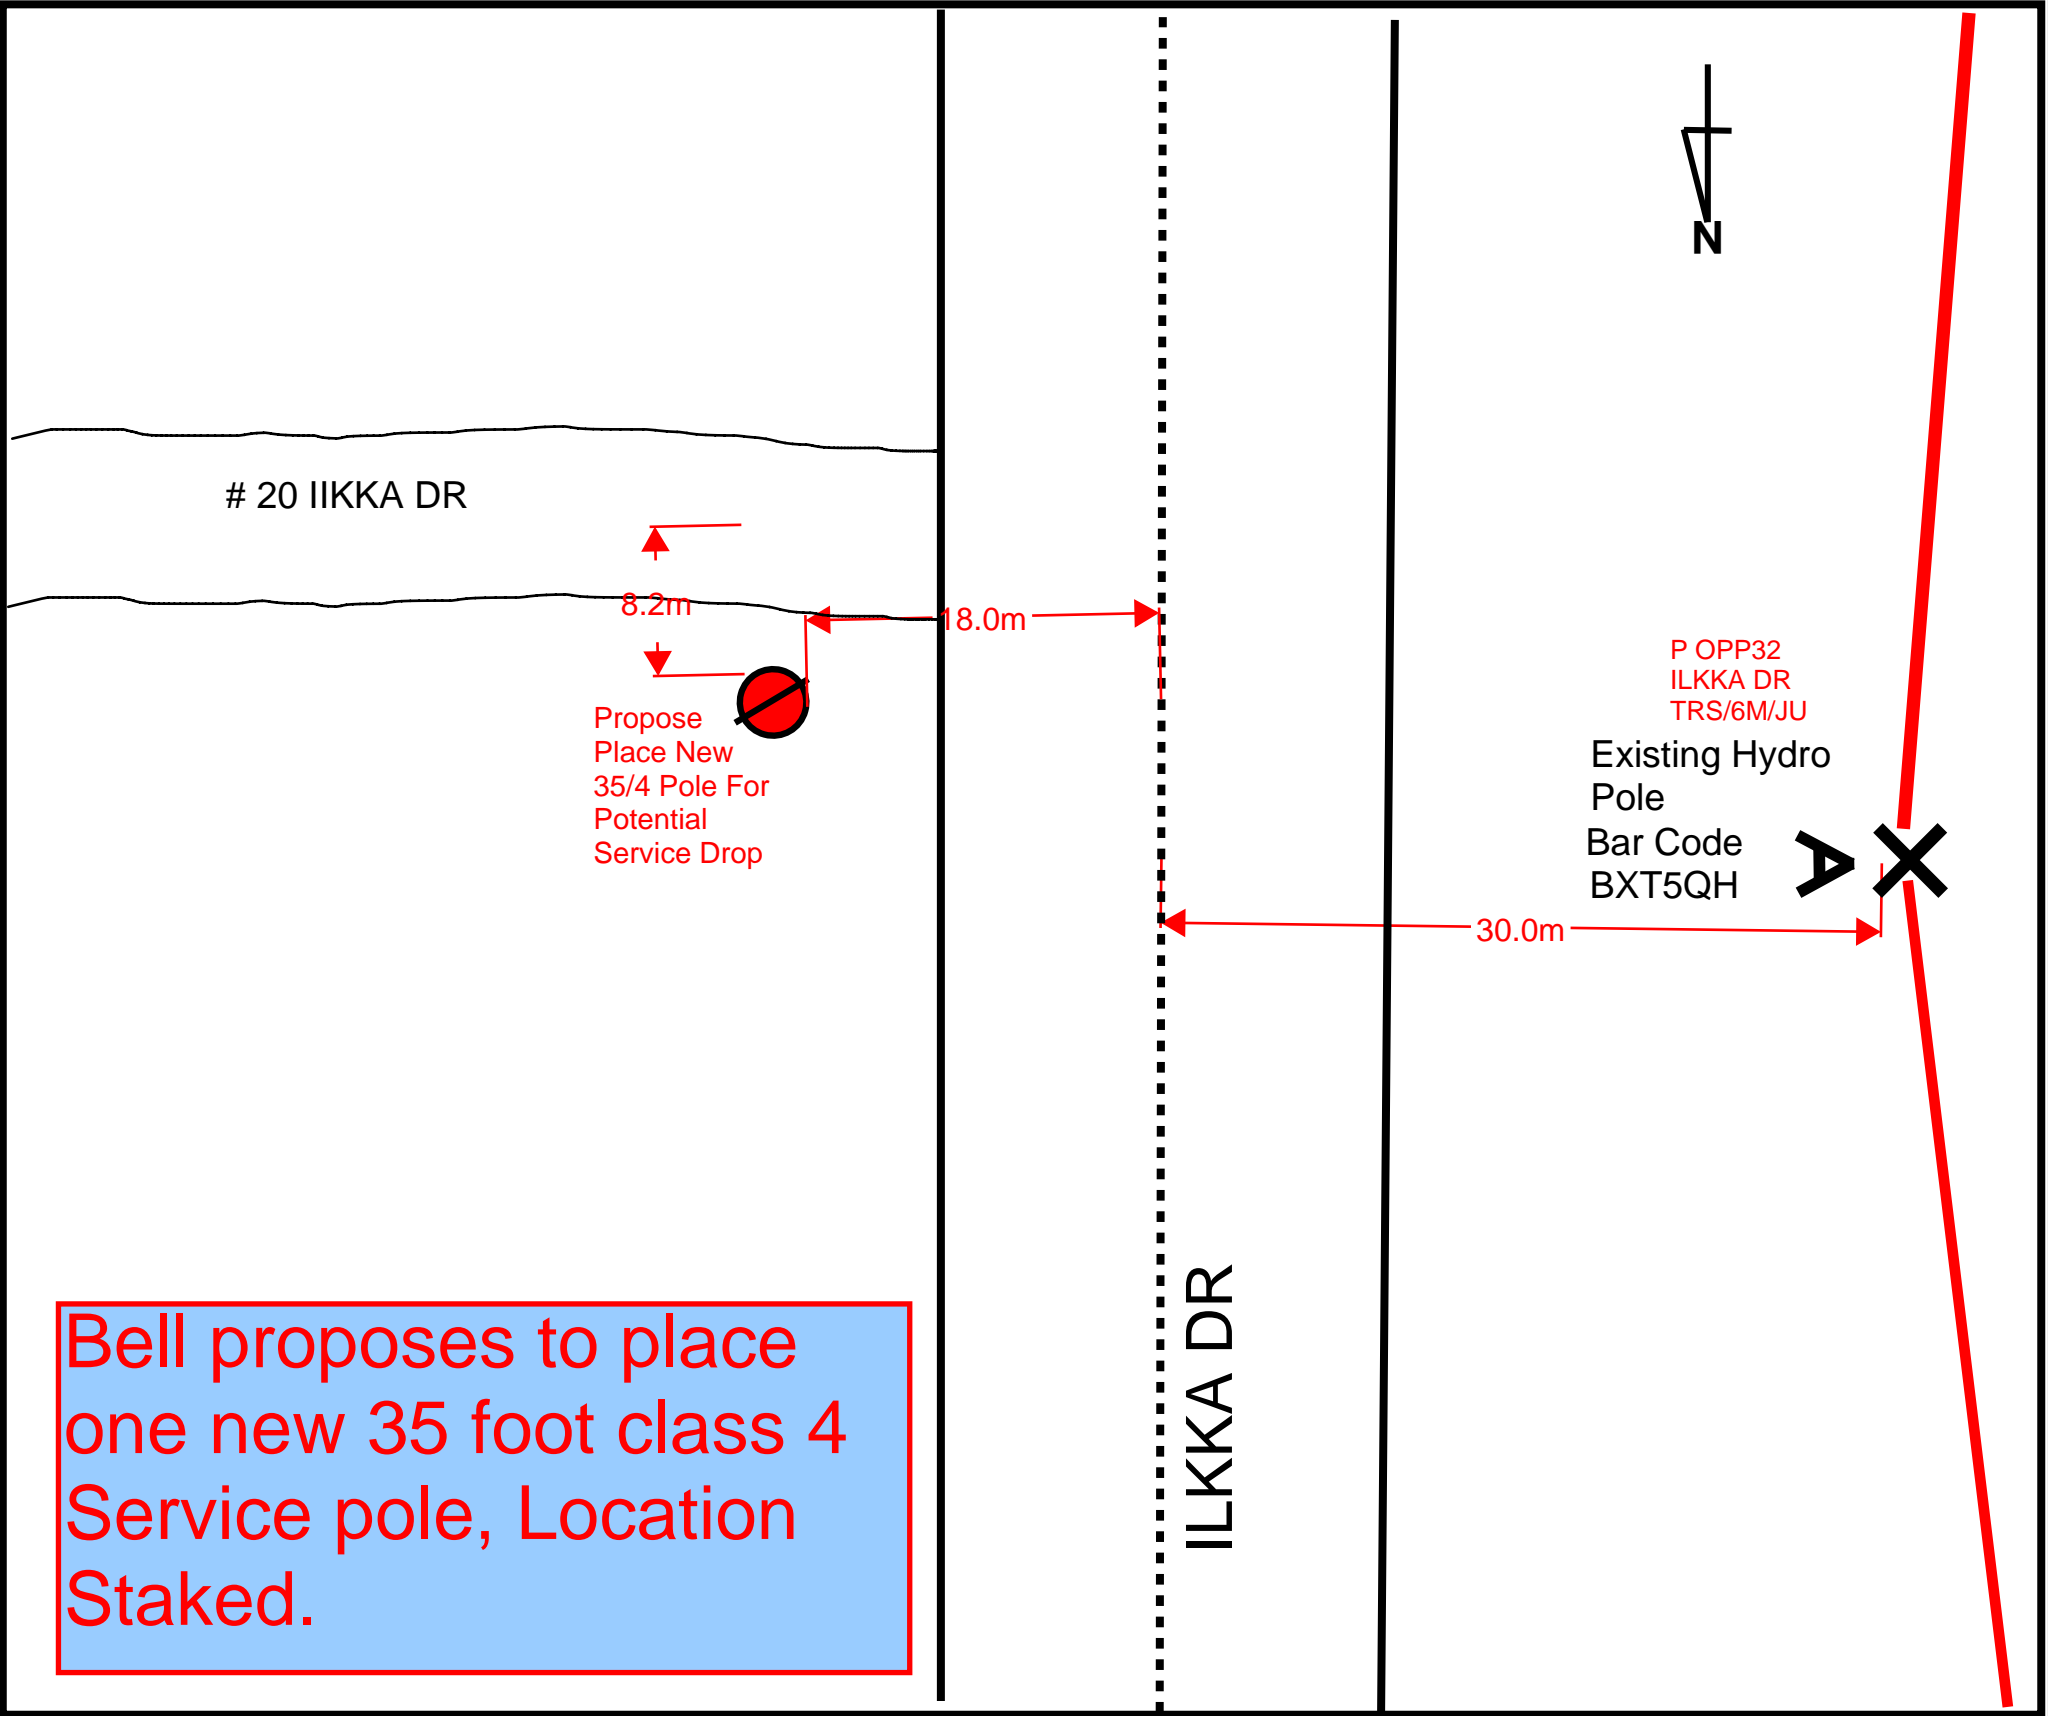 N
# 20 IIKKA DR
8.2m
18.0m
P OPP32
ILKKA DR
TRS/6M/JU
Propose
Place New
35/4 Pole For
Potential
Service Drop
Existing Hydro
Pole
Bar Code
BXT5QH
A
30.0m
ILKKA DR
Bell proposes to place
one new 35 foot class 4
Service pole, Location
Staked.